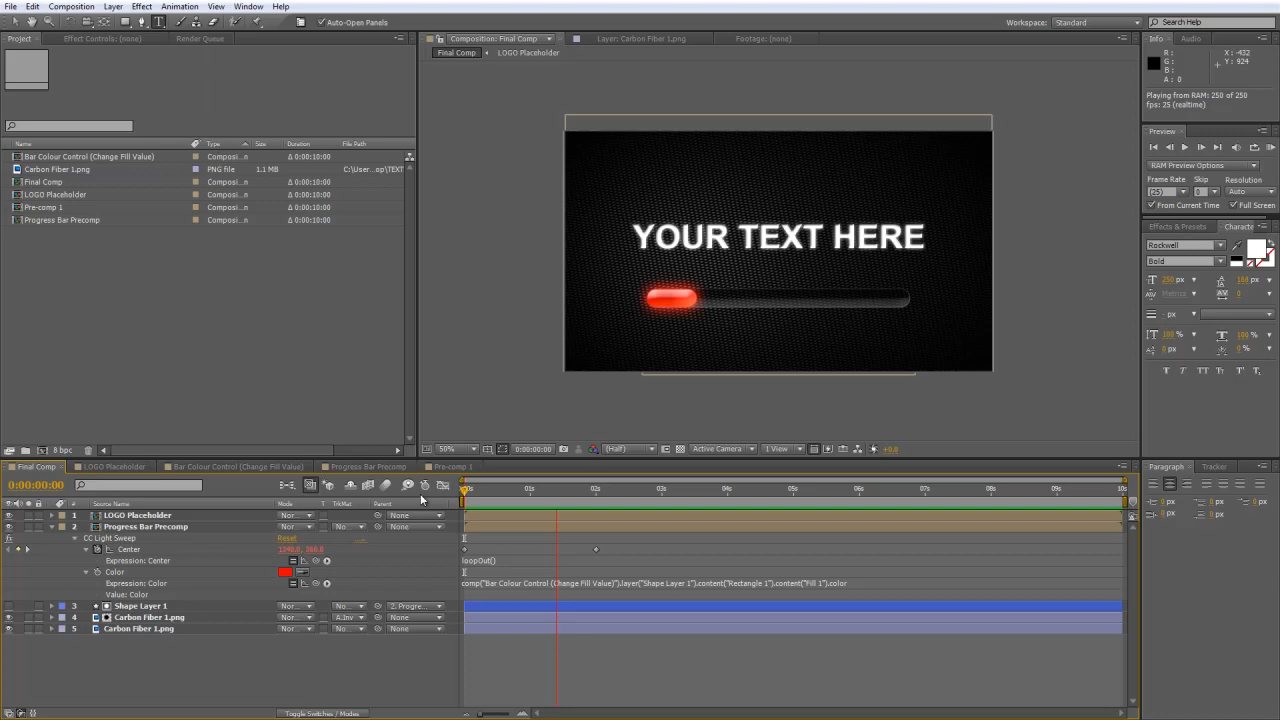 File Edit Composition Layer Effect Animation View Window Help
Auto-Open Panels
Workspace: Standard
Search Help
Project Effect Controls: (none) Render Queue
Composition: Final Comp Layer: Carbon Fiber 1.png Footage: (none)
Final Comp LOGO Placeholder
Info Audio
R :
G :
B :
A : 0
X : -432
Y : 924
Playing from RAM: 250 of 250
fps: 25 (realtime)
Preview
RAM Preview Options
Frame Rate Skip Resolution
(25) 0 Auto
From Current Time Full Screen
Effects & Presets Characte
Rockwell
Bold
Metrics 0
- px
100 % 100 %
0 px 0 %
Name Type Size Duration File Path
Bar Colour Control (Change Fill Value) Composi...n Δ 0:00:10:00
Carbon Fiber 1.png PNG file 1.1 MB C:\User...op\TEXT
Final Comp Composi...n Δ 0:00:10:00
LOGO Placeholder Composi...n Δ 0:00:10:00
Pre-comp 1 Composi...n Δ 0:00:10:00
Progress Bar Precomp Composi...n Δ 0:00:10:00
YOUR TEXT HERE
8 bpc
50% 0:00:00:00 (Half) Active Camera 1 View +0.0
Final Comp LOGO Placeholder Bar Colour Control (Change Fill Value) Progress Bar Precomp Pre-comp 1
0:00:00:00
01s 02s 03s 04s 05s 06s 07s 08s 09s 10s
# Source Name Mode T TrkMat Parent
1 LOGO Placeholder Nor... None
2 Progress Bar Precomp Nor... No... None
CC Light Sweep Reset
Center
Expression: Center loopOut()
Color
Expression: Color comp("Bar Colour Control (Change Fill Value)").layer("Shape Layer 1").content("Rectangle 1").content("Fill 1").color
Value: Color
3 Shape Layer 1 Nor... No... 2. Progre...
4 Carbon Fiber 1.png Nor... A.Inv None
5 Carbon Fiber 1.png Nor... No... None
Toggle Switches / Modes
Paragraph Tracker
0 px 0 px 0 px
0 px 0 px